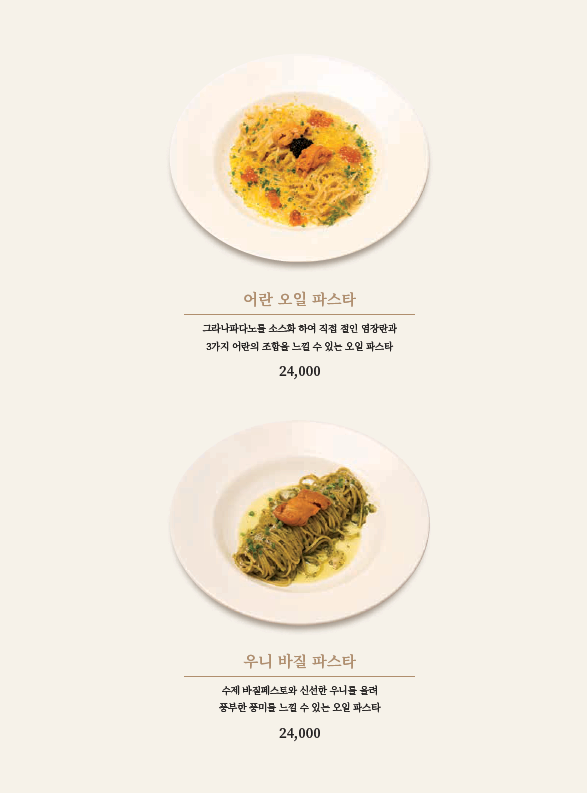 어란 오일 파스타
그라나파다노를 소스화 하여 직접 절인 염장란과
3가지 어란의 조합을 느낄 수 있는 오일 파스타
24,000
우니 바질 파스타
수제 바질페스토와 신선한 우니를 올려
풍부한 풍미를 느낄 수 있는 오일 파스타
24,000